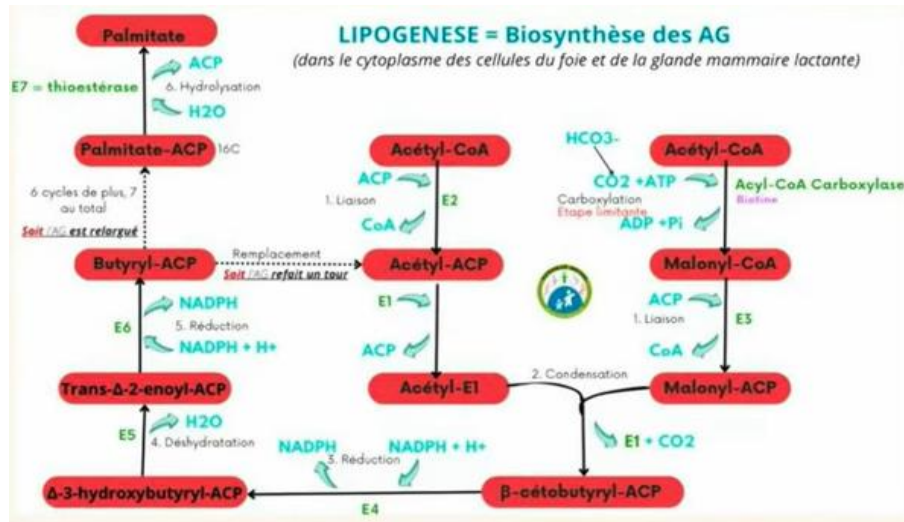 LIPOGENESE = Biosynthèse des AG
(dans le cytoplasme des cellules du foie et de la glande mammaire lactante)
Palmitate
ACP
E7 = thioestérase
6. Hydrolysation
H2O
Palmitate-ACP
16C
6 cycles de plus, 7
au total
Soit l'AG est relargué
Butyryl-ACP
Remplacement
Soit l'AG refait un tour
NADPH
E6
5. Réduction
NADPH + H+
Trans-Δ-2-enoyl-ACP
H2O
E5
4. Déshydratation
Δ-3-hydroxybutyryl-ACP
Acétyl-CoA
ACP
1. Liaison
E2
CoA
Acétyl-ACP
E1
ACP
Acétyl-E1
2. Condensation
HCO3-
Acétyl-CoA
CO2 +ATP
Acyl-CoA Carboxylase
Biotine
Carboxylation
Etape limitante
ADP +Pi
Malonyl-CoA
ACP
1. Liaison
E3
CoA
Malonyl-ACP
E1 + CO2
NADPH
NADPH + H+
3. Réduction
E4
β-cétobutyryl-ACP